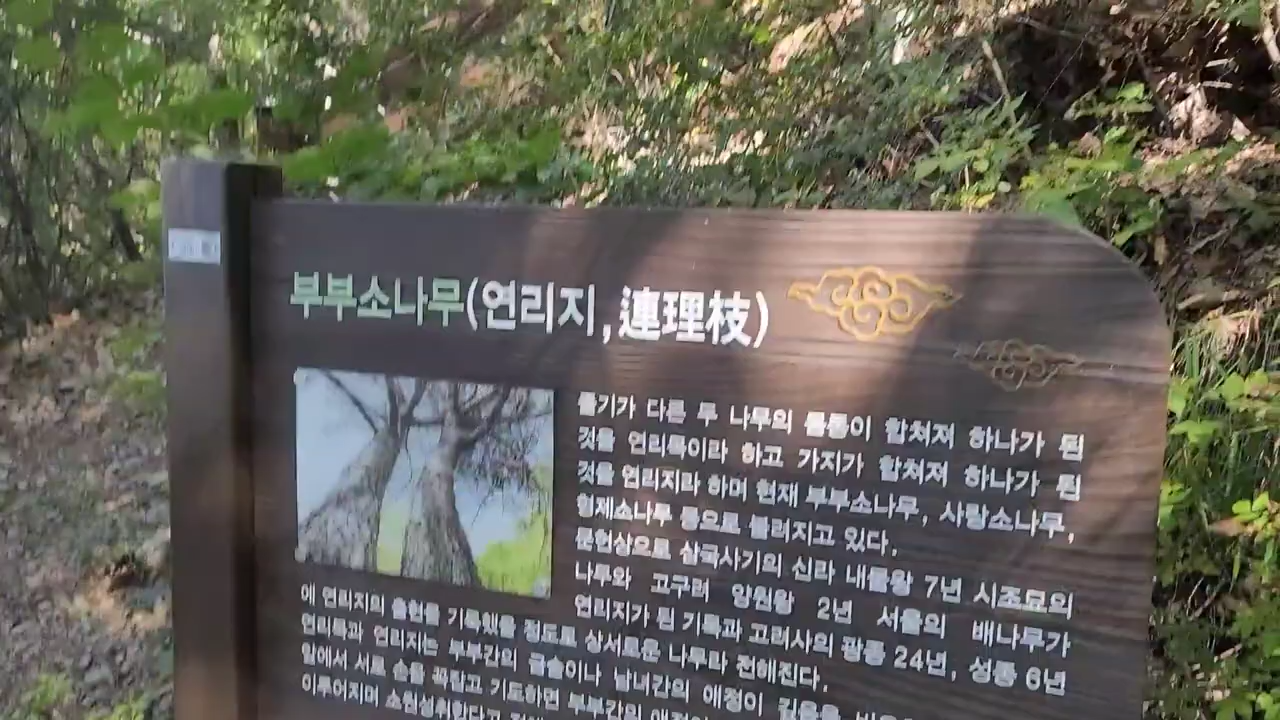 부부소나무(연리지,連理枝)
줄기가 다른 두 나무의 몸통이 합쳐져 하나가 된
것을 연리목이라 하고 가지가 합쳐져 하나가 된
것을 연리지라 하며 현재 부부소나무, 사랑소나무,
형제소나무 등으로 불리지고 있다.
문헌상으로 삼국사기의 신라 내물왕 7년 시조묘의
나무와 고구려 양원왕 2년 서울의 배나무가
연리지가 된 기록과 고려사의 광종 24년, 성종 6년
에 연리지의 출현를 기록했을 정도로 상서로운 나무라 전해진다.
연리목과 연리지는 부부간의 금슬이나 남녀간의 애정이
밑에서 서로 손을 꼭잡고 기도하면 부부간의
이루어지며 소원성취한다고